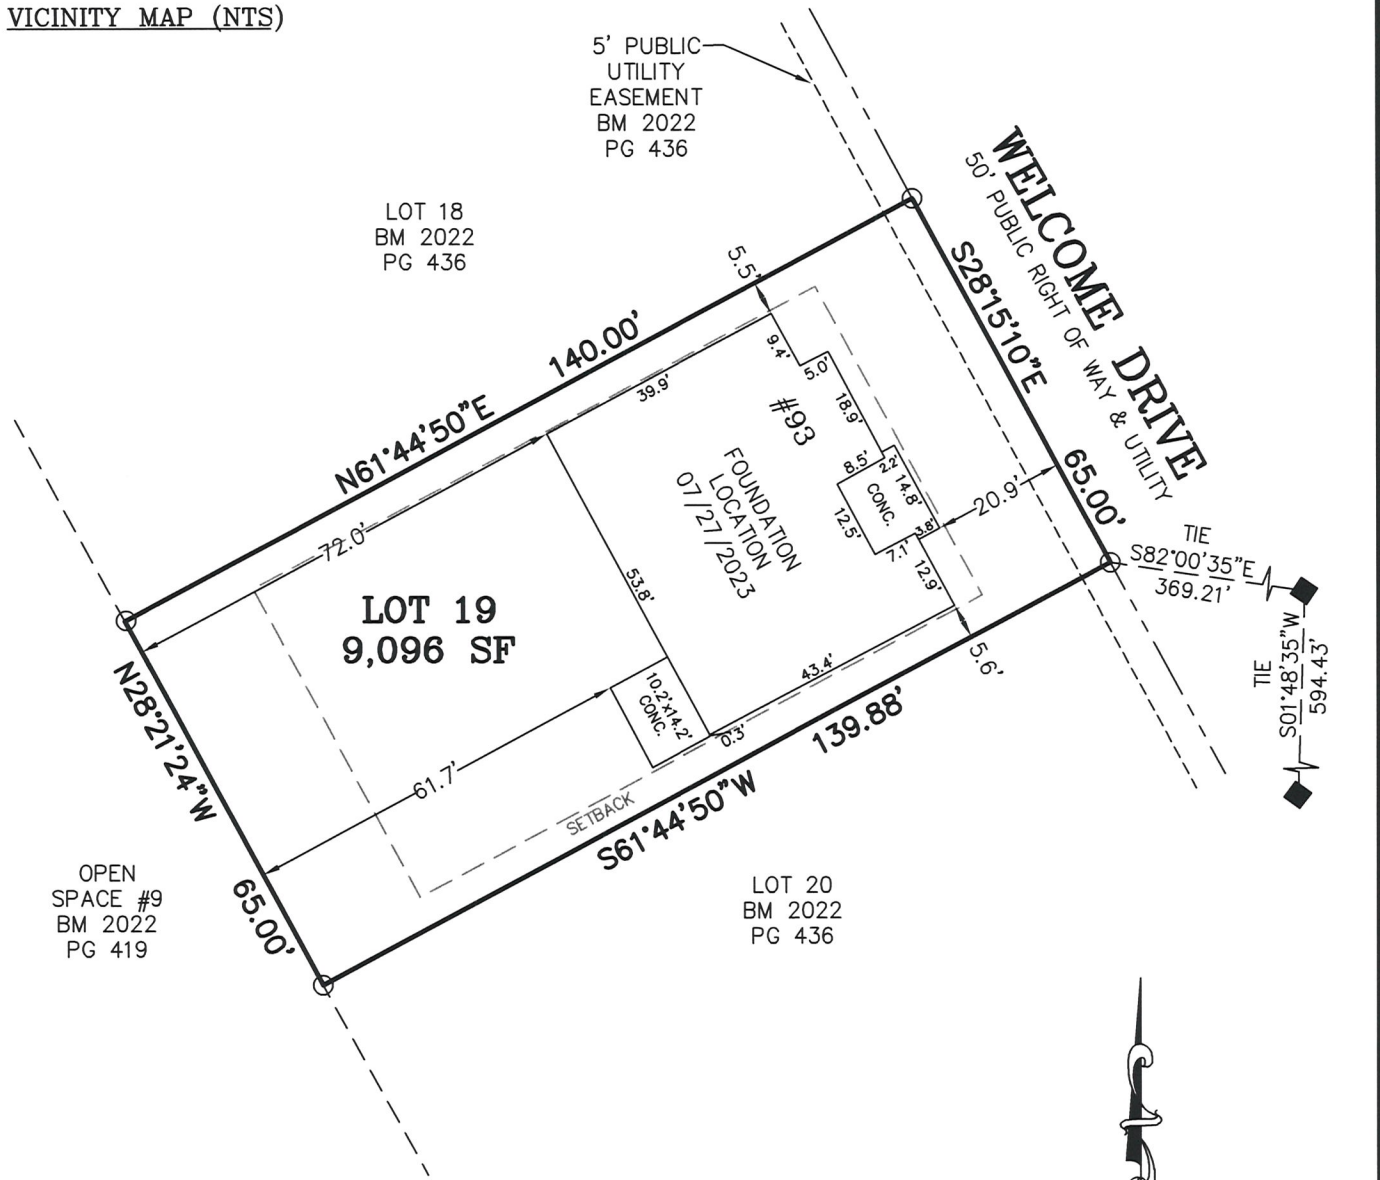 VICINITY MAP (NTS)
5' PUBLIC
UTILITY
EASEMENT
BM 2022
PG 436
WELCOME DRIVE
50' PUBLIC RIGHT OF WAY & UTILITY
LOT 18
BM 2022
PG 436
5.5'
S28°15'10"E
65.00'
140.00'
N61°44'50"E
39.9'
9.4'
5.0'
18.9'
#93
8.5'
2.2'
14.8'
CONC.
12.5'
7.1'
3.8'
20.9'
12.9'
FOUNDATION
LOCATION
07/27/2023
72.0'
53.8'
TIE
S82°00'35"E
369.21'
TIE
S01°48'35"W
594.43'
LOT 19
9,096 SF
43.4'
5.6'
10.2'x14.2'
CONC.
0.3'
139.88'
S61°44'50"W
61.7'
SETBACK
N28°21'24"W
65.00'
OPEN
SPACE #9
BM 2022
PG 419
LOT 20
BM 2022
PG 436